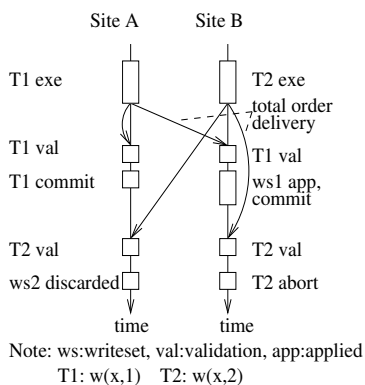 Site A Site B
T1 exe T2 exe
total order
delivery
T1 val T1 val
T1 commit ws1 app,
commit
T2 val T2 val
ws2 discarded T2 abort
time time
Note: ws:writeset, val:validation, app:applied
T1: w(x,1) T2: w(x,2)